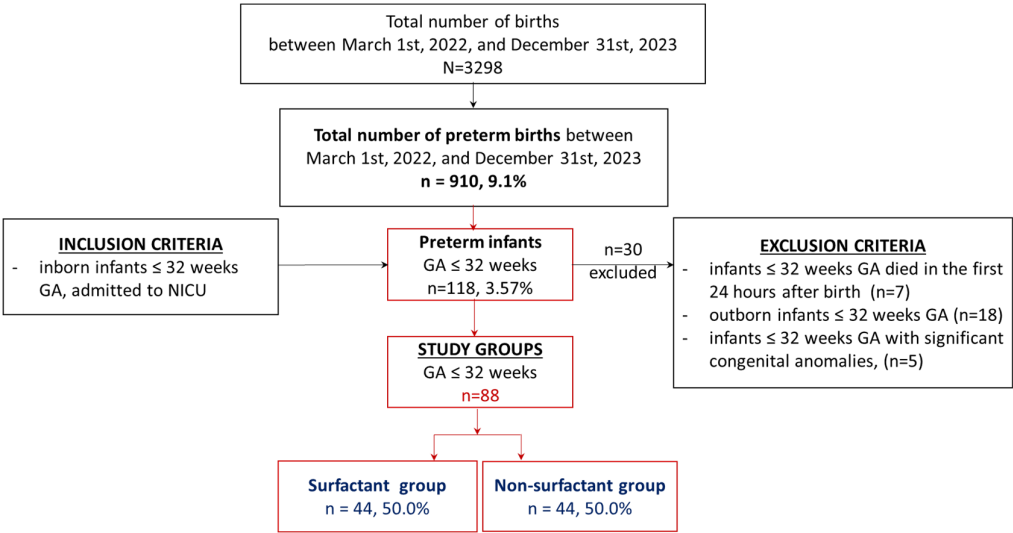 Total number of births
between March 1st, 2022, and December 31st, 2023
N=3298
Total number of preterm births between
March 1st, 2022, and December 31st, 2023
n = 910, 9.1%
INCLUSION CRITERIA
- inborn infants ≤ 32 weeks
GA, admitted to NICU
Preterm infants
GA ≤ 32 weeks
n=118, 3.57%
n=30
excluded
EXCLUSION CRITERIA
- infants ≤ 32 weeks GA died in the first
24 hours after birth (n=7)
- outborn infants ≤ 32 weeks GA (n=18)
- infants ≤ 32 weeks GA with significant
congenital anomalies, (n=5)
STUDY GROUPS
GA ≤ 32 weeks
n=88
Surfactant group
n = 44, 50.0%
Non-surfactant group
n = 44, 50.0%